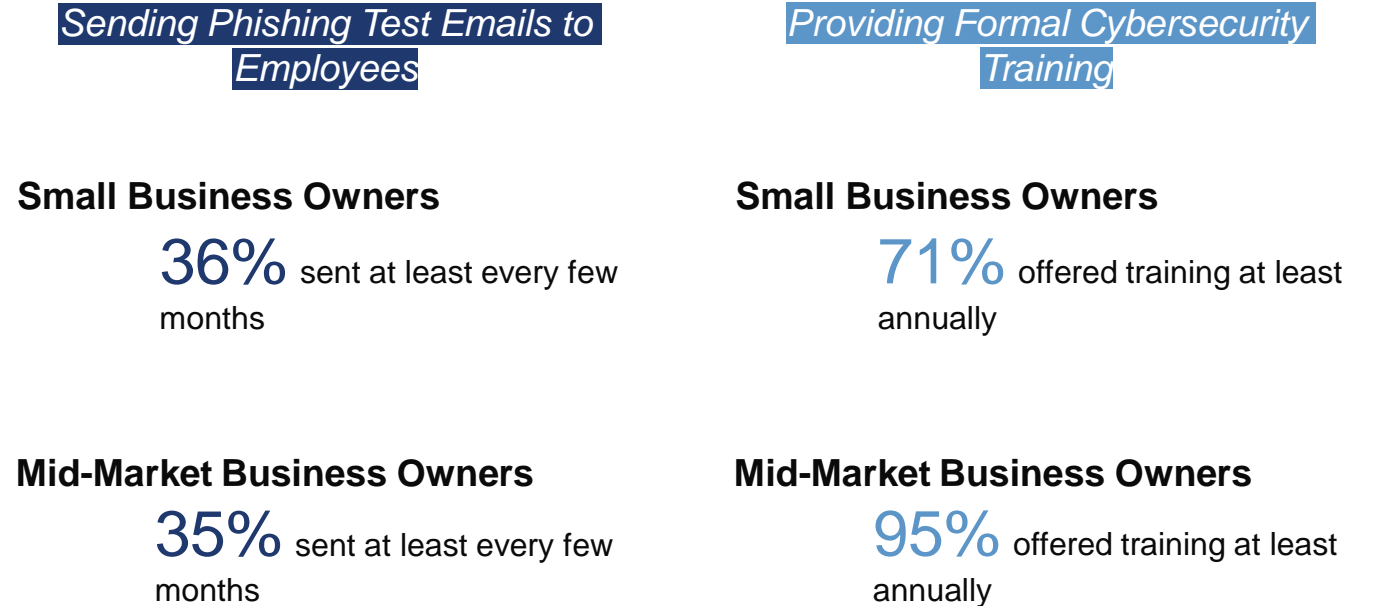 Sending Phishing Test Emails to
Employees
Small Business Owners
36% sent at least every few
months
Mid-Market Business Owners
35% sent at least every few
months
Providing Formal Cybersecurity
Training
Small Business Owners
71% offered training at least
annually
Mid-Market Business Owners
95% offered training at least
annually